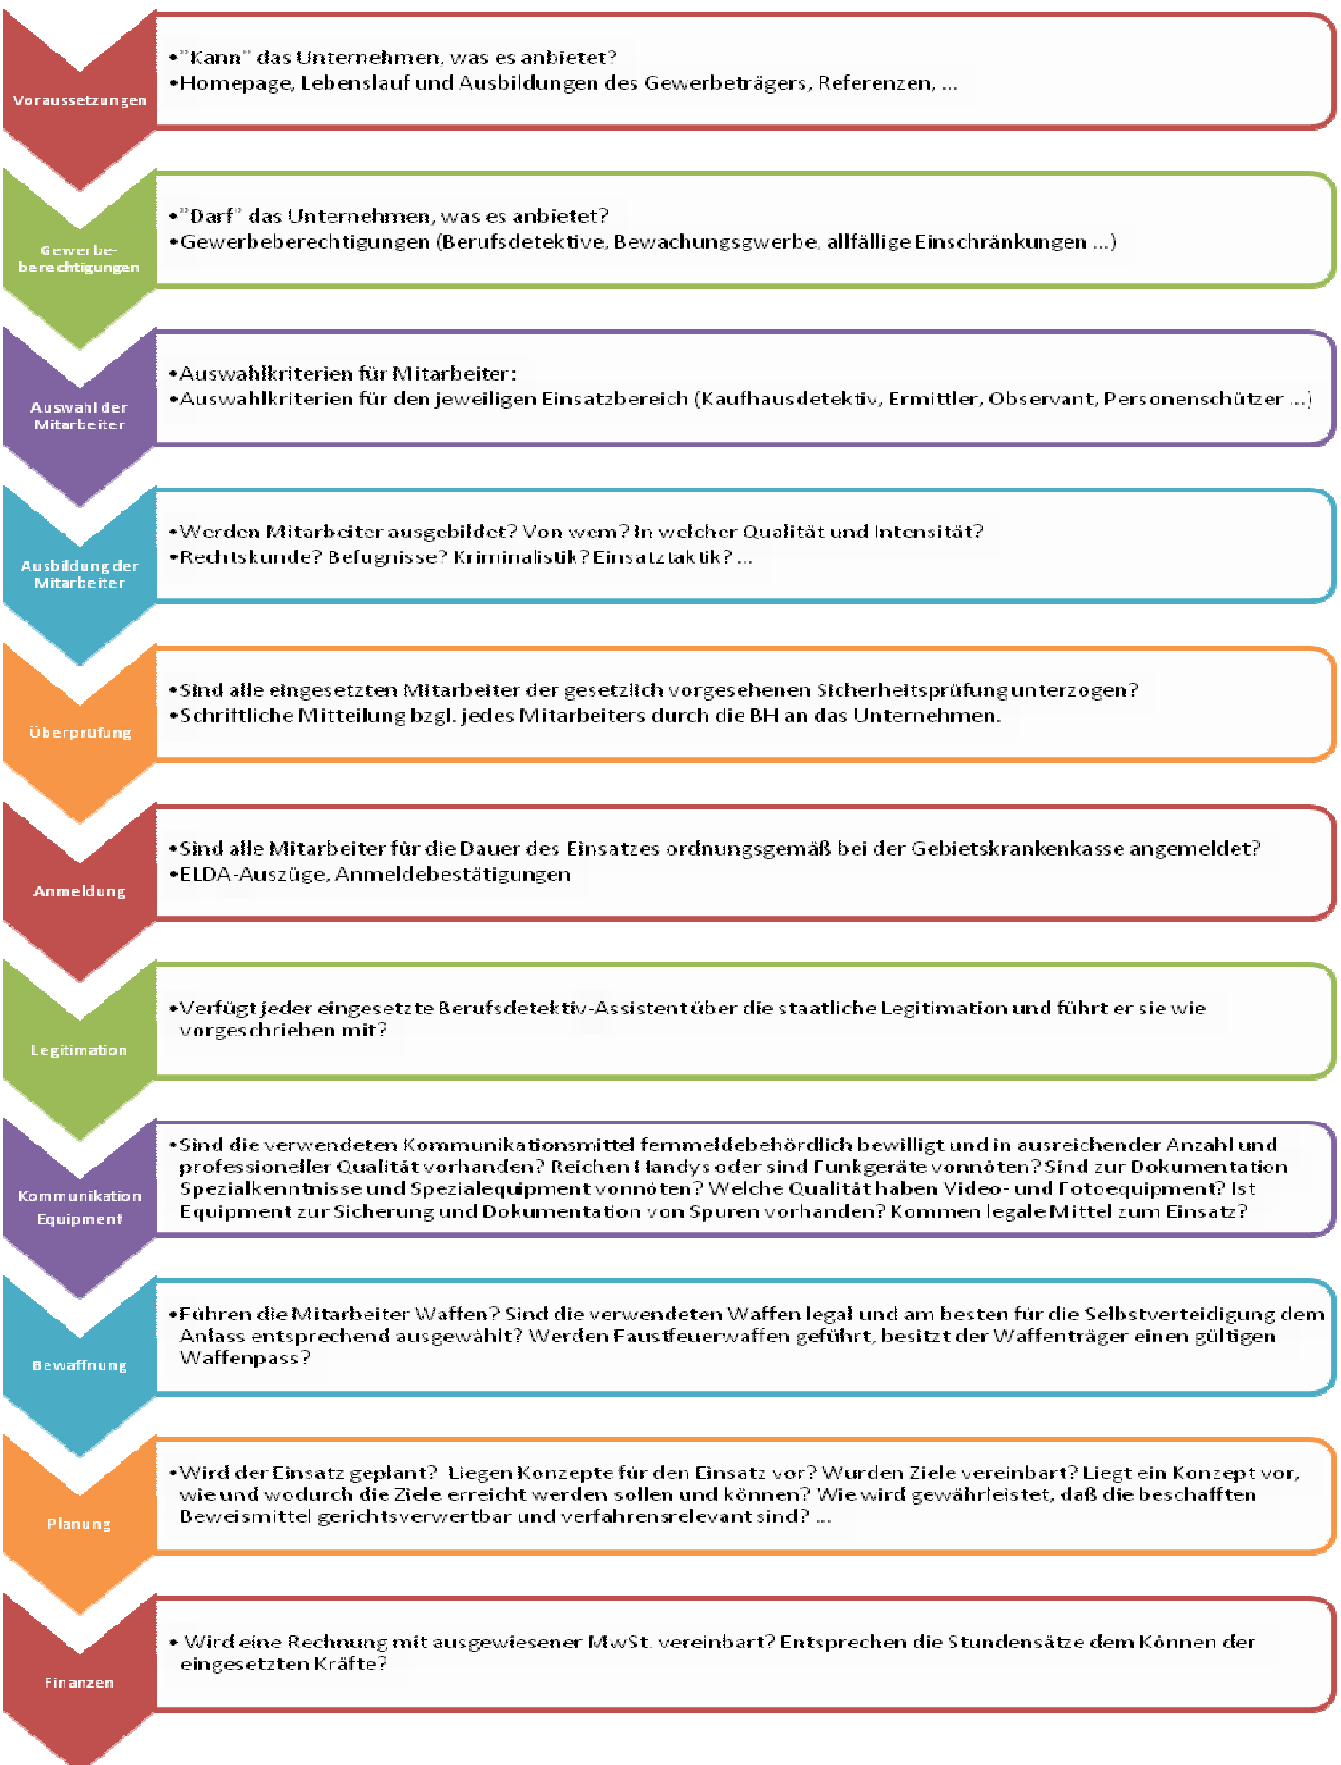 Voraussetzungen
•"Kann" das Unternehmen, was es anbietet?
•Homepage, Lebenslauf und Ausbildungen des Gewerbeträgers, Referenzen, ...
Gewerbe-
berechtigungen
•"Darf" das Unternehmen, was es anbietet?
•Gewerbeberechtigungen (Berufsdetektive, Bewachungsgwerbe, allfällige Einschränkungen ...)
Auswahl der
Mitarbeiter
•Auswahlkriterien für Mitarbeiter:
•Auswahlkriterien für den jeweiligen Einsatzbereich (Kaufhausdetektiv, Ermittler, Observant, Personenschützer ...)
Ausbildung der
Mitarbeiter
•Werden Mitarbeiter ausgebildet? Von wem? In welcher Qualität und Intensität?
•Rechtskunde? Befugnisse? Kriminalistik? Einsatztaktik? ...
Überprüfung
•Sind alle eingesetzten Mitarbeiter der gesetzlich vorgesehenen Sicherheitsprüfung unterzogen?
•Schriftliche Mitteilung bzgl. jedes Mitarbeiters durch die BH an das Unternehmen.
Anmeldung
•Sind alle Mitarbeiter für die Dauer des Einsatzes ordnungsgemäß bei der Gebietskrankenkasse angemeldet?
•ELDA-Auszüge, Anmeldebestätigungen
Legitimation
•Verfügt jeder eingesetzte Berufsdetektiv-Assistent über die staatliche Legitimation und führt er sie wie
vorgeschrieben mit?
Kommunikation
Equipment
•Sind die verwendeten Kommunikationsmittel fernmeldebehördlich bewilligt und in ausreichender Anzahl und
professioneller Qualität vorhanden? Reichen Handys oder sind Funkgeräte vonnöten? Sind zur Dokumentation
Spezialkenntnisse und Spezialequipment vonnöten? Welche Qualität haben Video- und Fotoequipment? Ist
Equipment zur Sicherung und Dokumentation von Spuren vorhanden? Kommen legale Mittel zum Einsatz?
Bewaffnung
•Führen die Mitarbeiter Waffen? Sind die verwendeten Waffen legal und am besten für die Selbstverteidigung dem
Anlass entsprechend ausgewählt? Werden Faustfeuerwaffen geführt, besitzt der Waffenträger einen gültigen
Waffenpass?
Planung
•Wird der Einsatz geplant? Liegen Konzepte für den Einsatz vor? Wurden Ziele vereinbart? Liegt ein Konzept vor,
wie und wodurch die Ziele erreicht werden sollen und können? Wie wird gewährleistet, daß die beschafften
Beweismittel gerichtsverwertbar und verfahrensrelevant sind? ...
Finanzen
• Wird eine Rechnung mit ausgewiesener MwSt. vereinbart? Entsprechen die Stundensätze dem Können der
eingesetzten Kräfte?